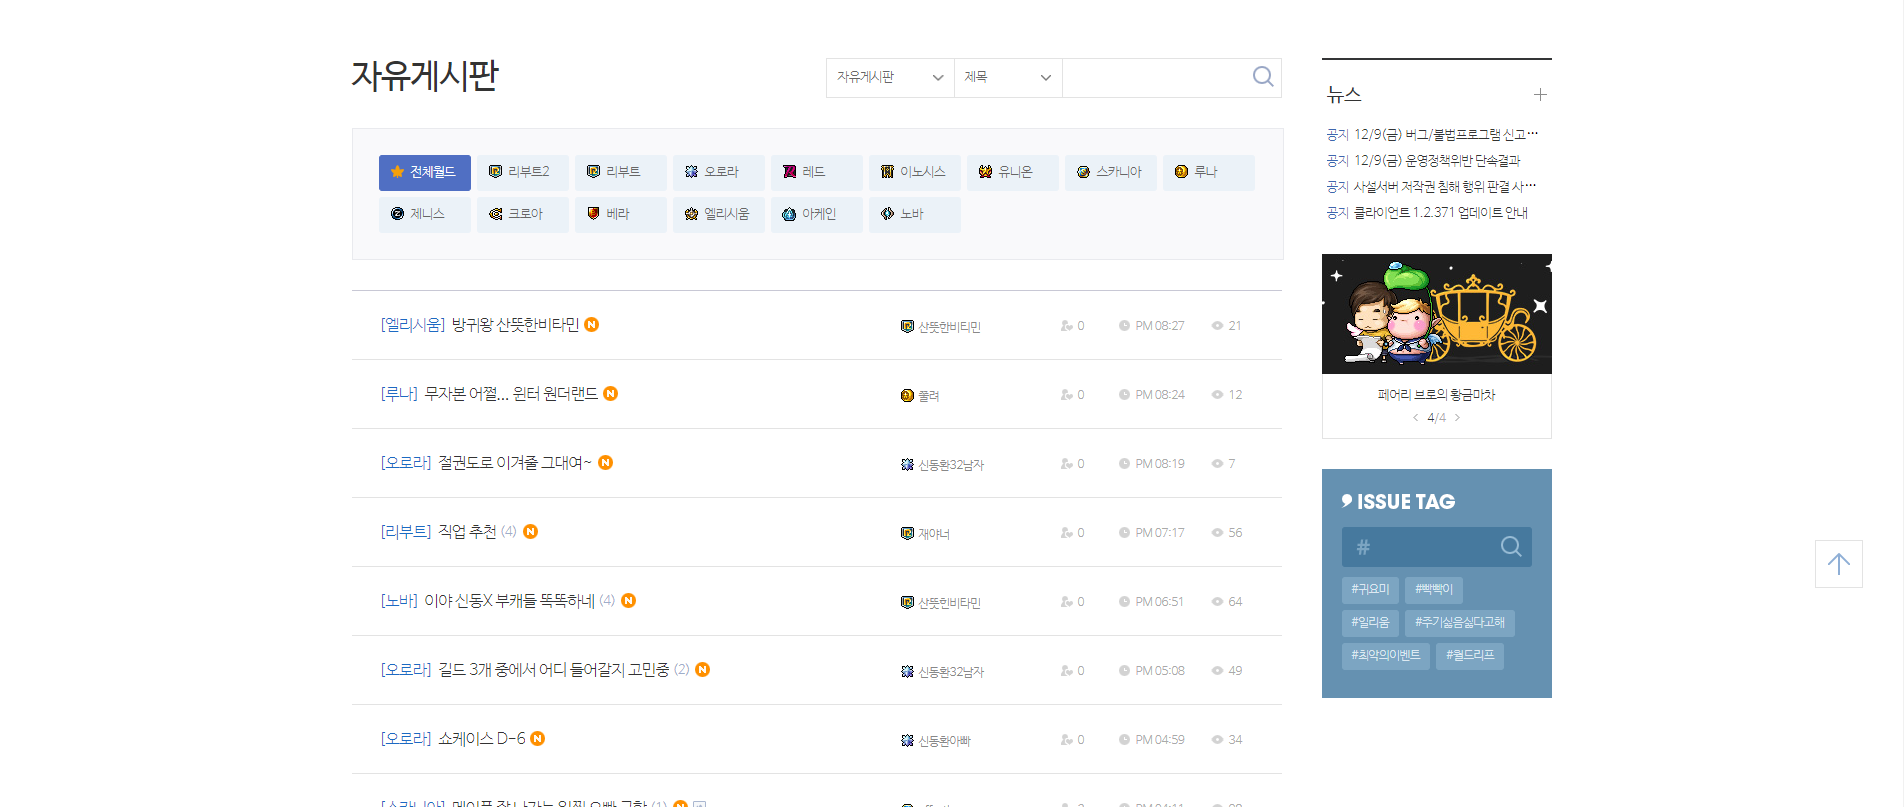 자유게시판
자유게시판 제목
전체월드 리부트2 리부트 오로라 레드 이노시스 유니온 스카니아 루나
제니스 크로아 베라 엘리시움 아케인 노바
[엘리시움] 방귀왕 산뜻한비타민 N 산뜻한비타민 0 PM 08:27 21
[루나] 무자본 어쩔... 윈터 원더랜드 N 쭐려 0 PM 08:24 12
[오로라] 절권도로 이겨줄 그대여~ N 신동환32남자 0 PM 08:19 7
[리부트] 직업 추천 (4) N 재야너 0 PM 07:17 56
[노바] 이야 신동X 부캐들 똑똑하네 (4) N 산뜻한비타민 0 PM 06:51 64
[오로라] 길드 3개 중에서 어디 들어갈지 고민중 (2) N 신동환32남자 0 PM 05:08 49
[오로라] 쇼케이스 D-6 N 신동환아빠 0 PM 04:59 34
뉴스
공지 12/9(금) 버그/불법프로그램 신고…
공지 12/9(금) 운영정책위반 단속결과
공지 사설서버 저작권 침해 행위 판결 사…
공지 클라이언트 1.2.371 업데이트 안내
페어리 브로의 황금마차
< 4/4 >
ISSUE TAG
#
#귀요미 #빡빡이
#일리움 #주기싫음싫다고해
#최악의이벤트 #월드리프